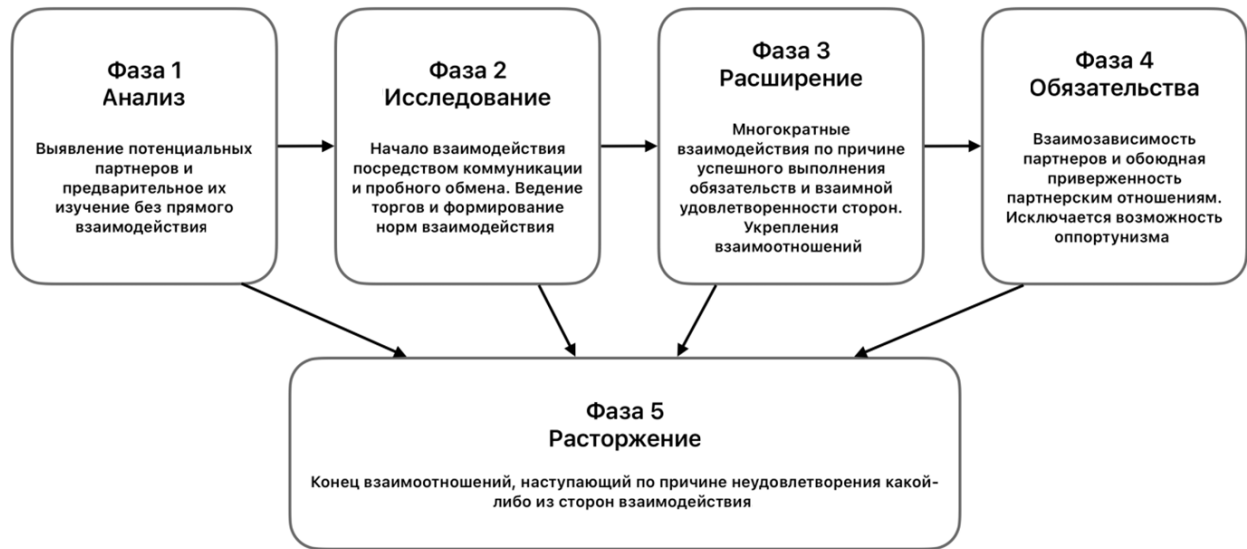 Фаза 1
Анализ
Выявление потенциальных
партнеров и
предварительное их
изучение без прямого
взаимодействия
Фаза 2
Исследование
Начало взаимодействия
посредством коммуникации
и пробного обмена. Ведение
торгов и формирование
норм взаимодействия
Фаза 3
Расширение
Многократные
взаимодействия по причине
успешного выполнения
обязательств и взаимной
удовлетворенности сторон.
Укрепления
взаимоотношений
Фаза 4
Обязательства
Взаимозависимость
партнеров и обоюдная
приверженность
партнерским отношениям.
Исключается возможность
оппортунизма
Фаза 5
Расторжение
Конец взаимоотношений, наступающий по причине неудовлетворения какой-
либо из сторон взаимодействия